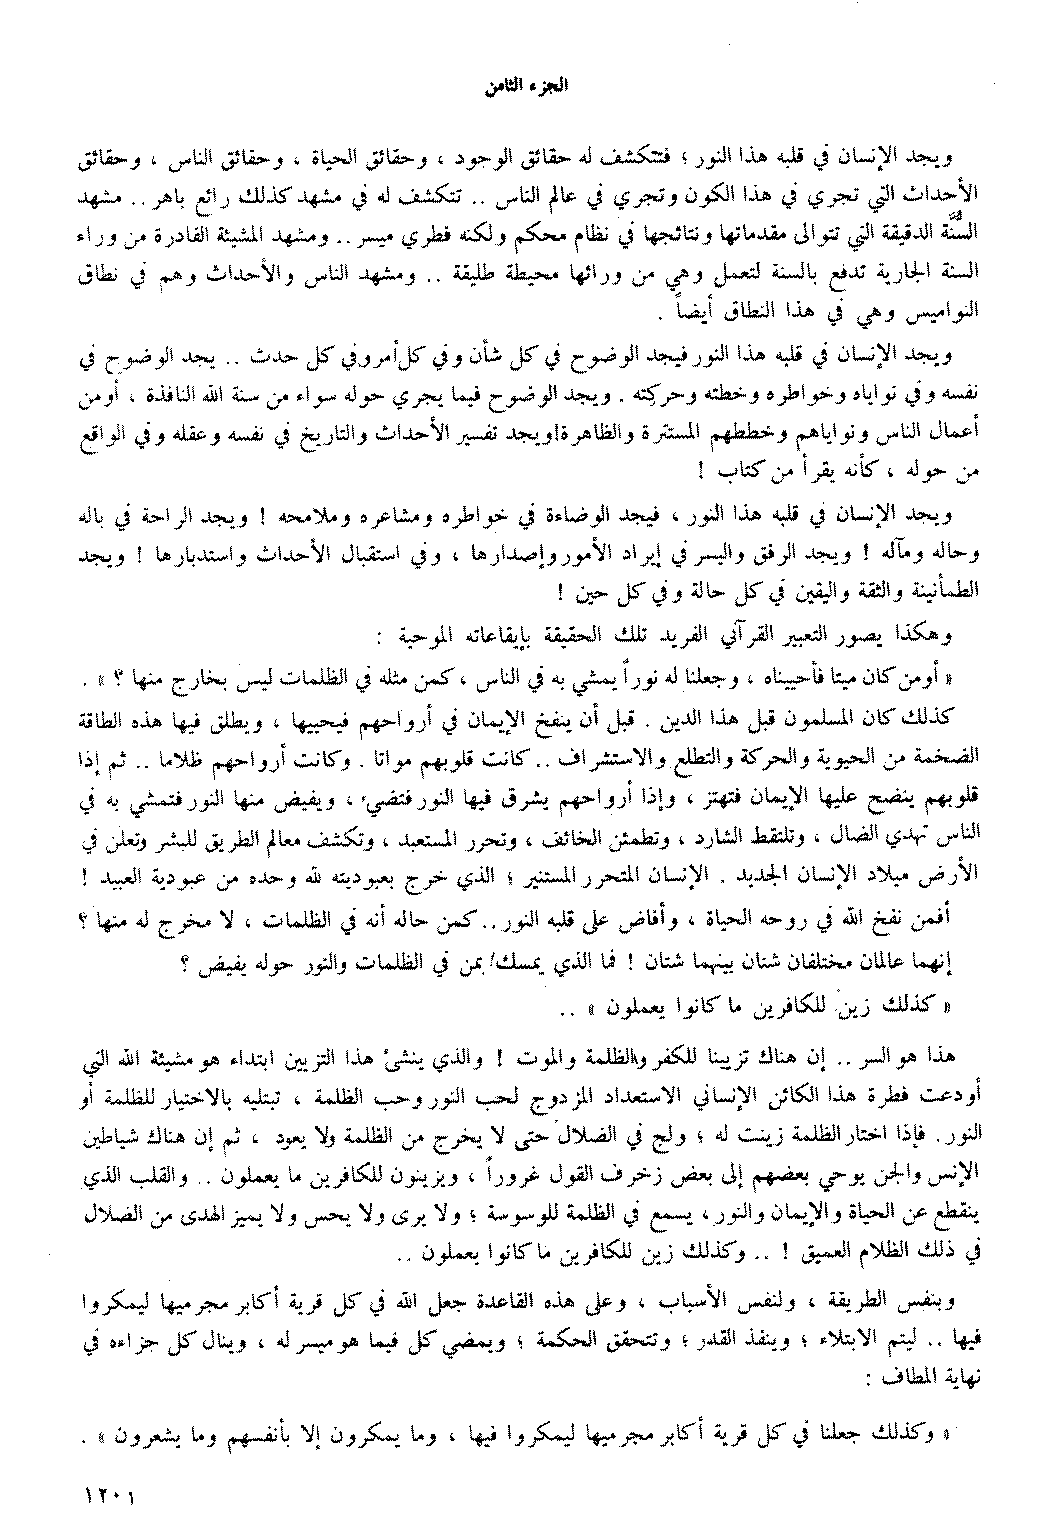 الجزء الثامن
ويجد الإنسان في قلبه هذا النور ؛ فتتكشف له حقائق الوجود ، وحقائق الحياة ، وحقائق الناس ، وحقائق
الأحداث التي تجري في هذا الكون وتجري في عالم الناس .. تتكشف له في مشهد كذلك رائع باهر .. مشهد
السُّنّة الدقيقة التي تتوالى مقدماتها ونتائجها في نظام محكم ولكنه فطري ميسر .. ومشهد المشيئة القادرة من وراء
السنة الجارية تدفع بالسنة لتعمل وهي من ورائها محيطة طليقة .. ومشهد الناس والأحداث وهم في نطاق
النواميس وهي في هذا النطاق أيضاً .
ويجد الإنسان في قلبه هذا النور فيجد الوضوح في كل شأن وفي كل أمر وفي كل حدث .. يجد الوضوح في
نفسه وفي نواياه وخواطره وخطته وحركته . ويجد الوضوح فيما يجري حوله سواء من سنة الله النافذة ، أو من
أعمال الناس ونواياهم وخططهم المستترة والظاهرة! ويجد تفسير الأحداث والتاريخ في نفسه وعقله وفي الواقع
من حوله ، كأنه يقرأ من كتاب !
ويجد الإنسان في قلبه هذا النور ، فيجد الوضاءة في خواطره ومشاعره وملامحه ! ويجد الراحة في باله
وحاله ومآله ! ويجد الرفق واليسر في إيراد الأمور وإصدارها ، وفي استقبال الأحداث واستدبارها ! ويجد
الطمأنينة والثقة واليقين في كل حالة وفي كل حين !
وهكذا يصور التعبير القرآني الفريد تلك الحقيقة بإيقاعاته الموحية :
« أو من كان ميتا فأحييناه ، وجعلنا له نوراً يمشي به في الناس ، كمن مثله في الظلمات ليس بخارج منها ؟ » .
كذلك كان المسلمون قبل هذا الدين . قبل أن ينفخ الإيمان في أرواحهم فيحييها ، ويطلق فيها هذه الطاقة
الضخمة من الحيوية والحركة والتطلع والاستشراف .. كانت قلوبهم مواتا . وكانت أرواحهم ظلاما .. ثم إذا
قلوبهم ينضح عليها الإيمان فتهتز ، وإذا أرواحهم يشرق فيها النور فتضيء ، ويفيض منها النور فتمشي به في
الناس تهدي الضال ، وتلتقط الشارد ، وتطمئن الخائف ، وتحرر المستعبد ، وتكشف معالم الطريق للبشر وتعلن في
الأرض ميلاد الإنسان الجديد . الإنسان المتحرر المستنير ؛ الذي خرج بعبوديته لله وحده من عبودية العبيد !
أفمن نفخ الله في روحه الحياة ، وأفاض على قلبه النور .. كمن حاله أنه في الظلمات ، لا مخرج له منها ؟
إنهما عالمان مختلفان شتان بينهما شتان ! فما الذي يمسك بمن في الظلمات والنور حوله يفيض ؟
« كذلك زين للكافرين ما كانوا يعملون » ..
هذا هو السر .. إن هناك تزيينا للكفر والظلمة والموت ! والذي ينشئ هذا التزيين ابتداء هو مشيئة الله التي
أودعت فطرة هذا الكائن الإنساني الاستعداد المزدوج لحب النور وحب الظلمة ، تبتليه بالاختيار للظلمة أو
النور. فإذا اختار الظلمة زينت له ؛ ولج في الضلال حتى لا يخرج من الظلمة ولا يعود ، ثم إن هناك شياطين
الإنس والجن يوحي بعضهم إلى بعض زخرف القول غروراً ، ويزينون للكافرين ما يعملون .. والقلب الذي
ينقطع عن الحياة والإيمان والنور، يسمع في الظلمة للوسوسة ؛ ولا يرى ولا يحس ولا يميز الهدى من الضلال
في ذلك الظلام العميق ! .. وكذلك زين للكافرين ما كانوا يعملون ..
وبنفس الطريقة ، ولنفس الأسباب ، وعلى هذه القاعدة جعل الله في كل قرية أكابر مجرميها ليمكروا
فيها .. ليتم الابتلاء ؛ وينفذ القدر ؛ وتتحقق الحكمة ؛ ويمضي كل فيما هو ميسر له ، وينال كل جزاءه في
نهاية المطاف :
« وكذلك جعلنا في كل قرية أكابر مجرميها ليمكروا فيها ، وما يمكرون إلا بأنفسهم وما يشعرون » .
١٢٠١